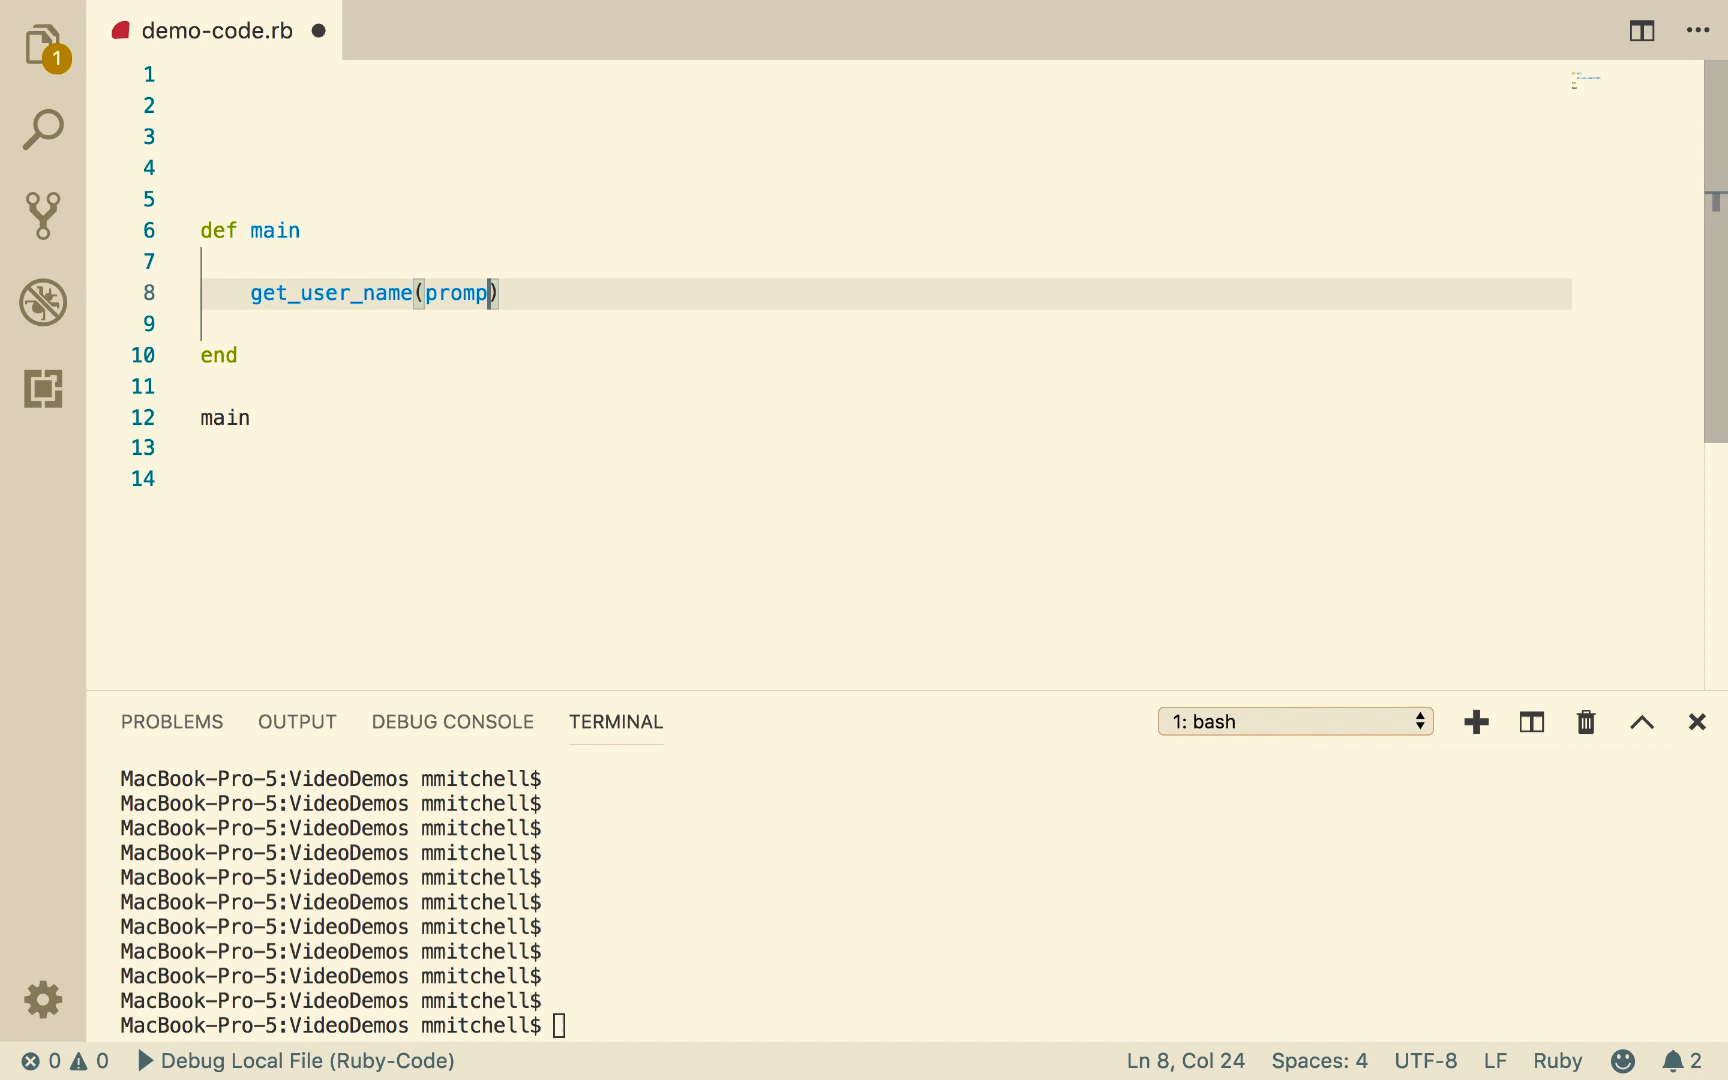 demo-code.rb
1
1
2
3
4
5
6 def main
7
8 get_user_name(promp)
9
10 end
11
12 main
13
14
PROBLEMS OUTPUT DEBUG CONSOLE TERMINAL 1: bash
MacBook-Pro-5:VideoDemos mmitchell$
MacBook-Pro-5:VideoDemos mmitchell$
MacBook-Pro-5:VideoDemos mmitchell$
MacBook-Pro-5:VideoDemos mmitchell$
MacBook-Pro-5:VideoDemos mmitchell$
MacBook-Pro-5:VideoDemos mmitchell$
MacBook-Pro-5:VideoDemos mmitchell$
MacBook-Pro-5:VideoDemos mmitchell$
MacBook-Pro-5:VideoDemos mmitchell$
MacBook-Pro-5:VideoDemos mmitchell$
MacBook-Pro-5:VideoDemos mmitchell$
0 0 Debug Local File (Ruby-Code) Ln 8, Col 24 Spaces: 4 UTF-8 LF Ruby 2